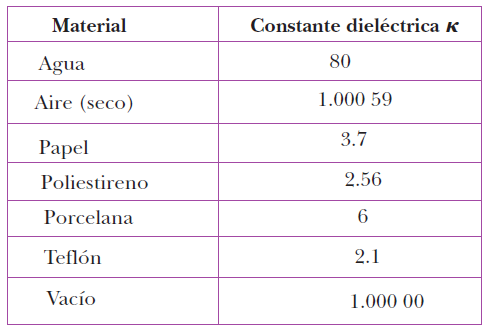 Material Constante dieléctrica κ
Agua 80
Aire (seco) 1.000 59
Papel 3.7
Poliestireno 2.56
Porcelana 6
Teflón 2.1
Vacío 1.000 00